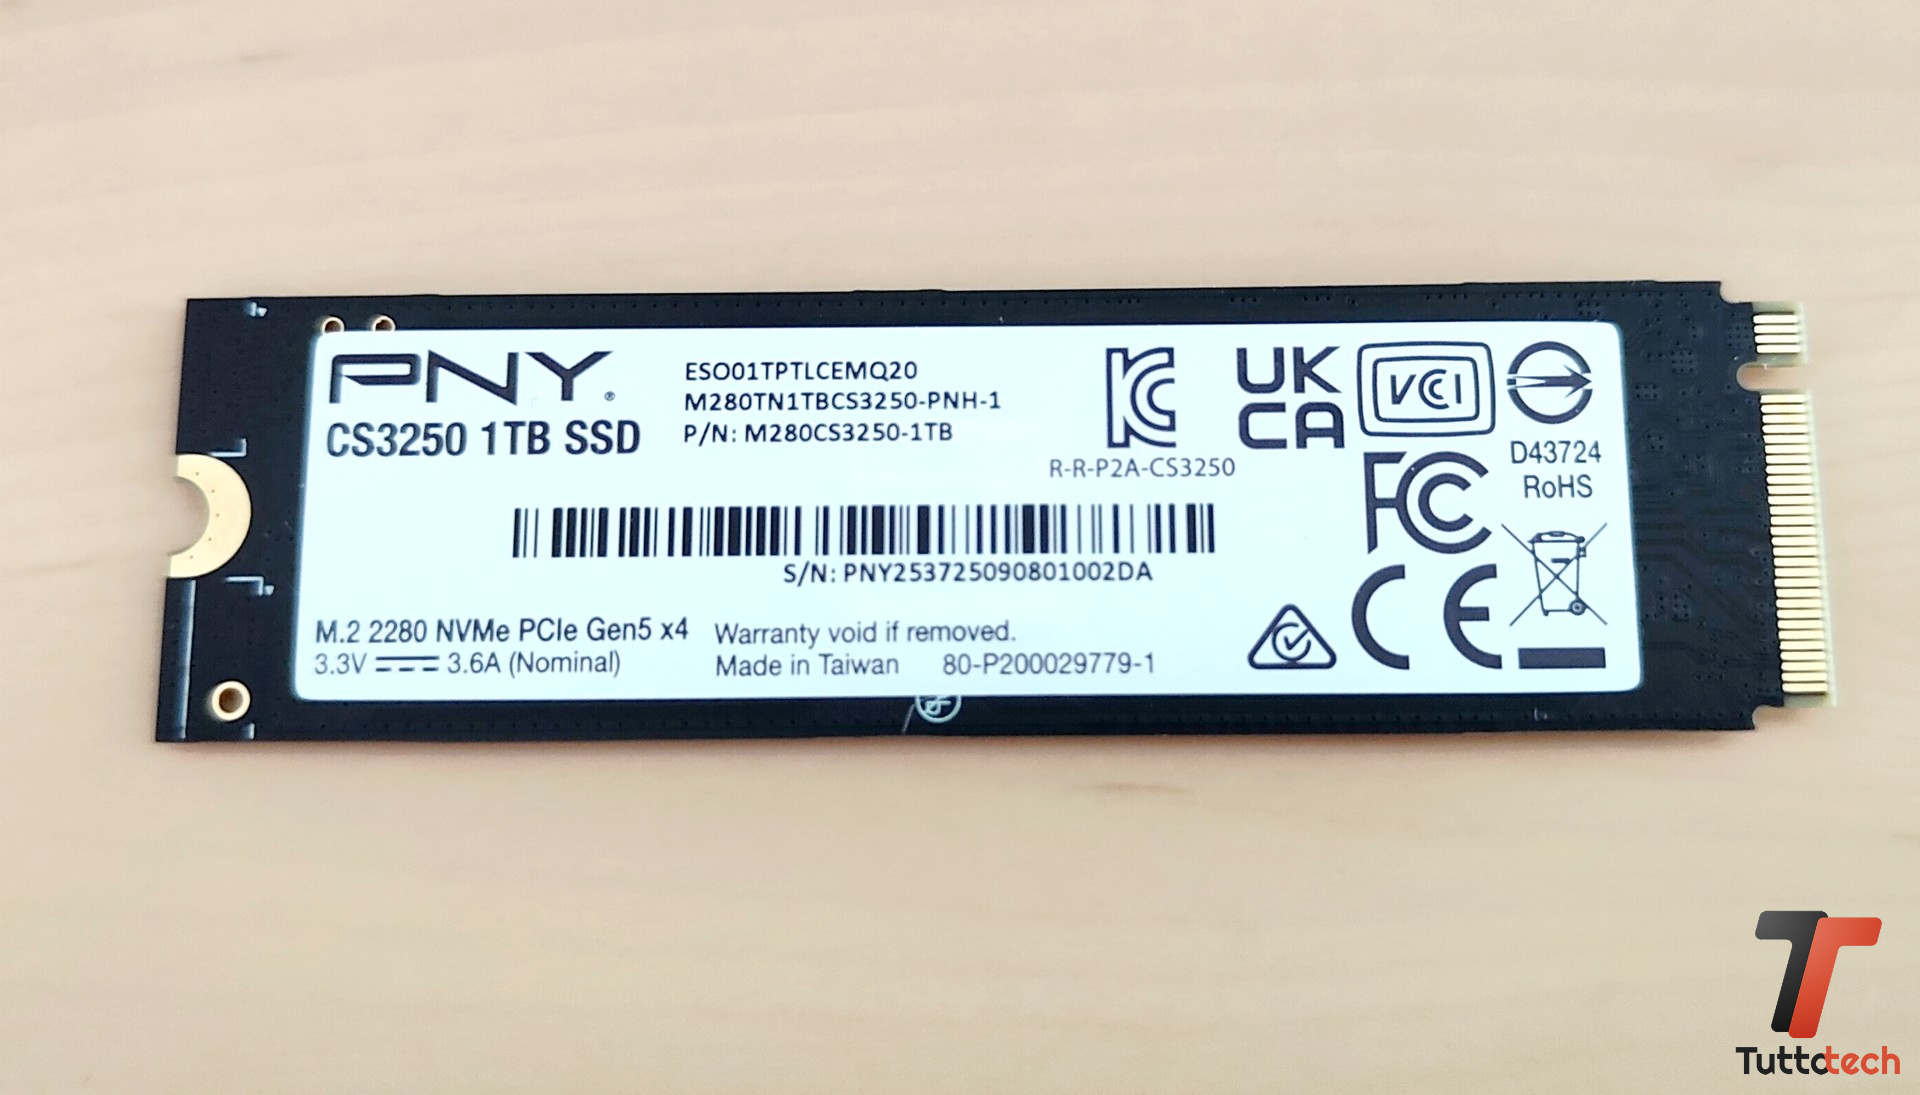 PNY®
CS3250 1TB SSD
ESO01TPTLCEMQ20
M280TN1TBCS3250-PNH-1
P/N: M280CS3250-1TB
R-R-P2A-CS3250
UK
CA
VCI
D43724
RoHS
FC
CE
S/N: PNY253725090801002DA
M.2 2280 NVMe PCIe Gen5 x4
3.3V 3.6A (Nominal)
Warranty void if removed.
Made in Taiwan 80-P200029779-1
Tuttotech